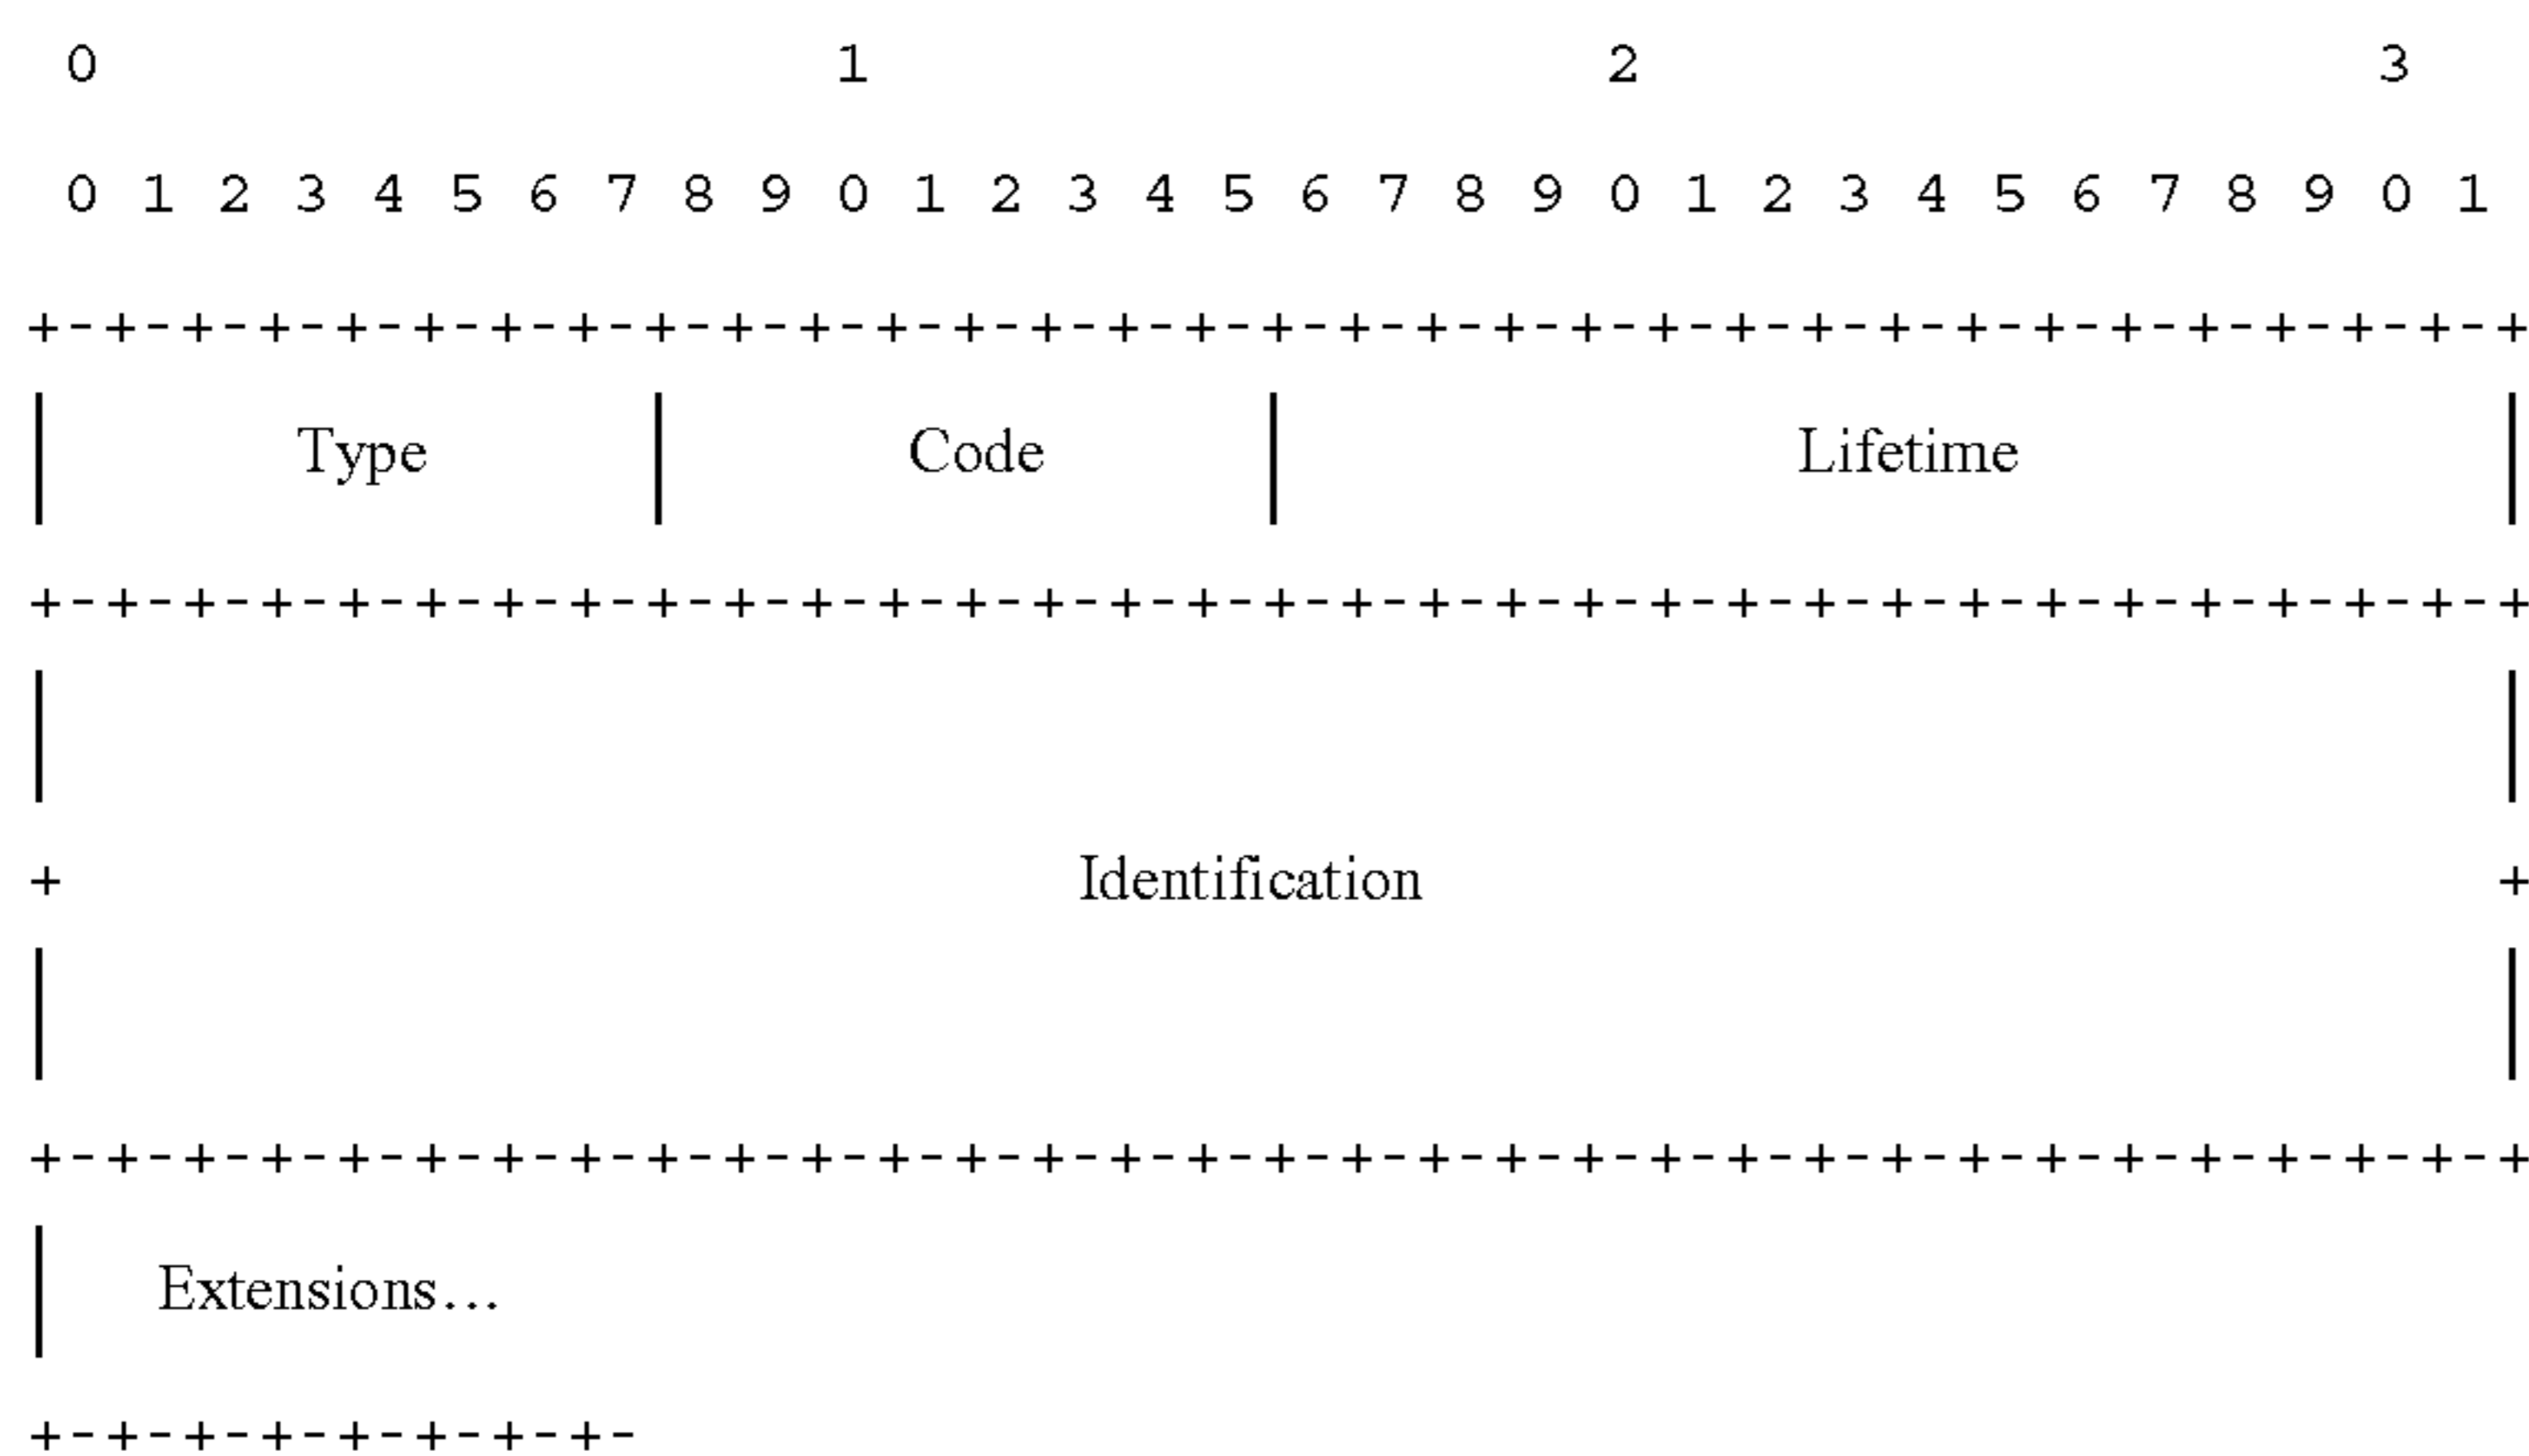 0 1 2 3
0 1 2 3 4 5 6 7 8 9 0 1 2 3 4 5 6 7 8 9 0 1 2 3 4 5 6 7 8 9 0 1
+-+-+-+-+-+-+-+-+-+-+-+-+-+-+-+-+-+-+-+-+-+-+-+-+-+-+-+-+-+-+-+-+
| Type | Code | Lifetime |
+-+-+-+-+-+-+-+-+-+-+-+-+-+-+-+-+-+-+-+-+-+-+-+-+-+-+-+-+-+-+-+-+
| |
+ Identification +
| |
+-+-+-+-+-+-+-+-+-+-+-+-+-+-+-+-+-+-+-+-+-+-+-+-+-+-+-+-+-+-+-+-+
| Extensions...
+-+-+-+-+-+-+-+-